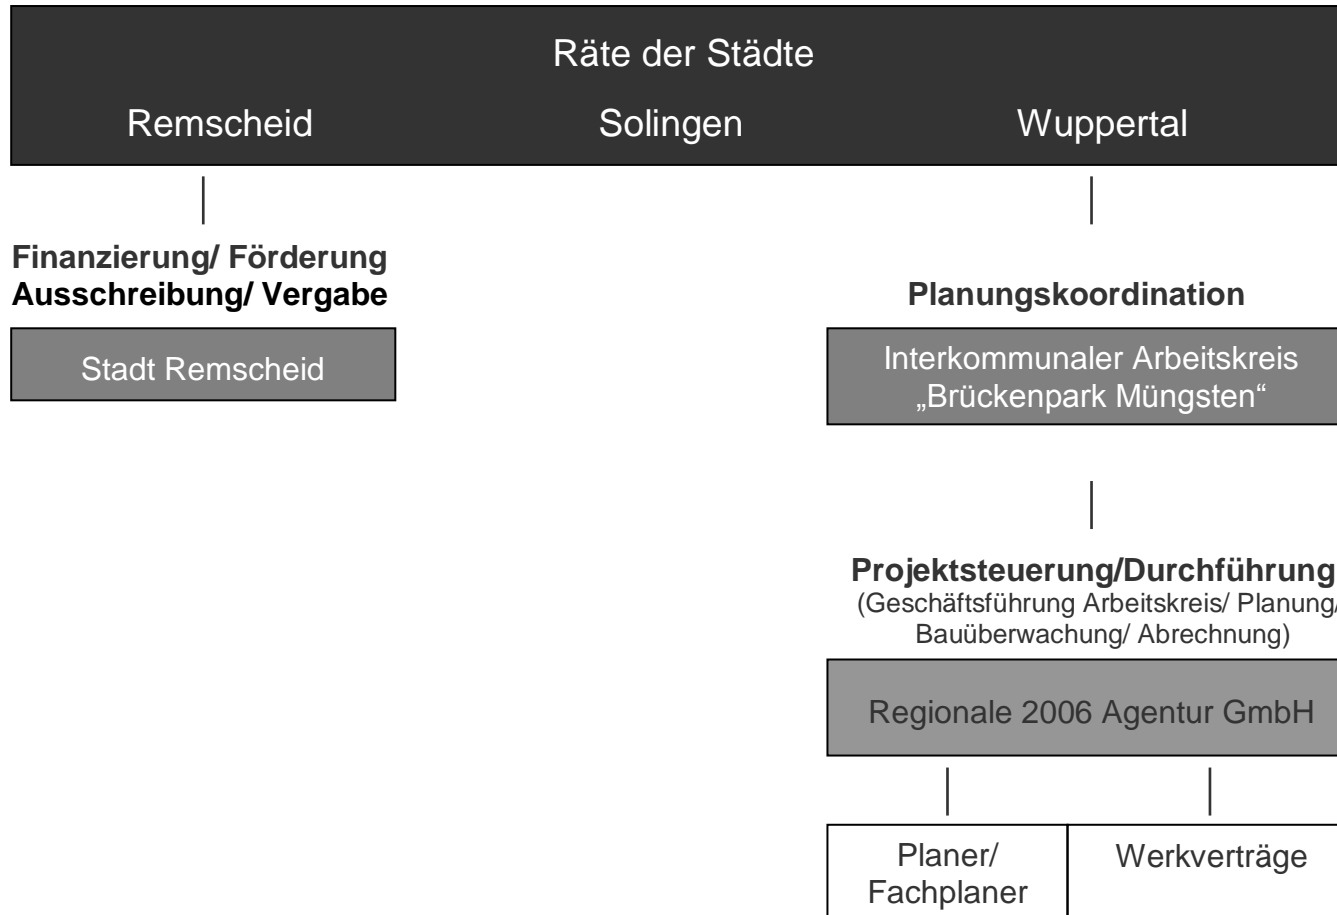 Räte der Städte
Remscheid Solingen Wuppertal
Finanzierung/ Förderung
Ausschreibung/ Vergabe
Stadt Remscheid
Planungskoordination
Interkommunaler Arbeitskreis
„Brückenpark Müngsten“
Projektsteuerung/Durchführung
(Geschäftsführung Arbeitskreis/ Planung/
Bauüberwachung/ Abrechnung)
Regionale 2006 Agentur GmbH
Planer/
Fachplaner
Werkverträge